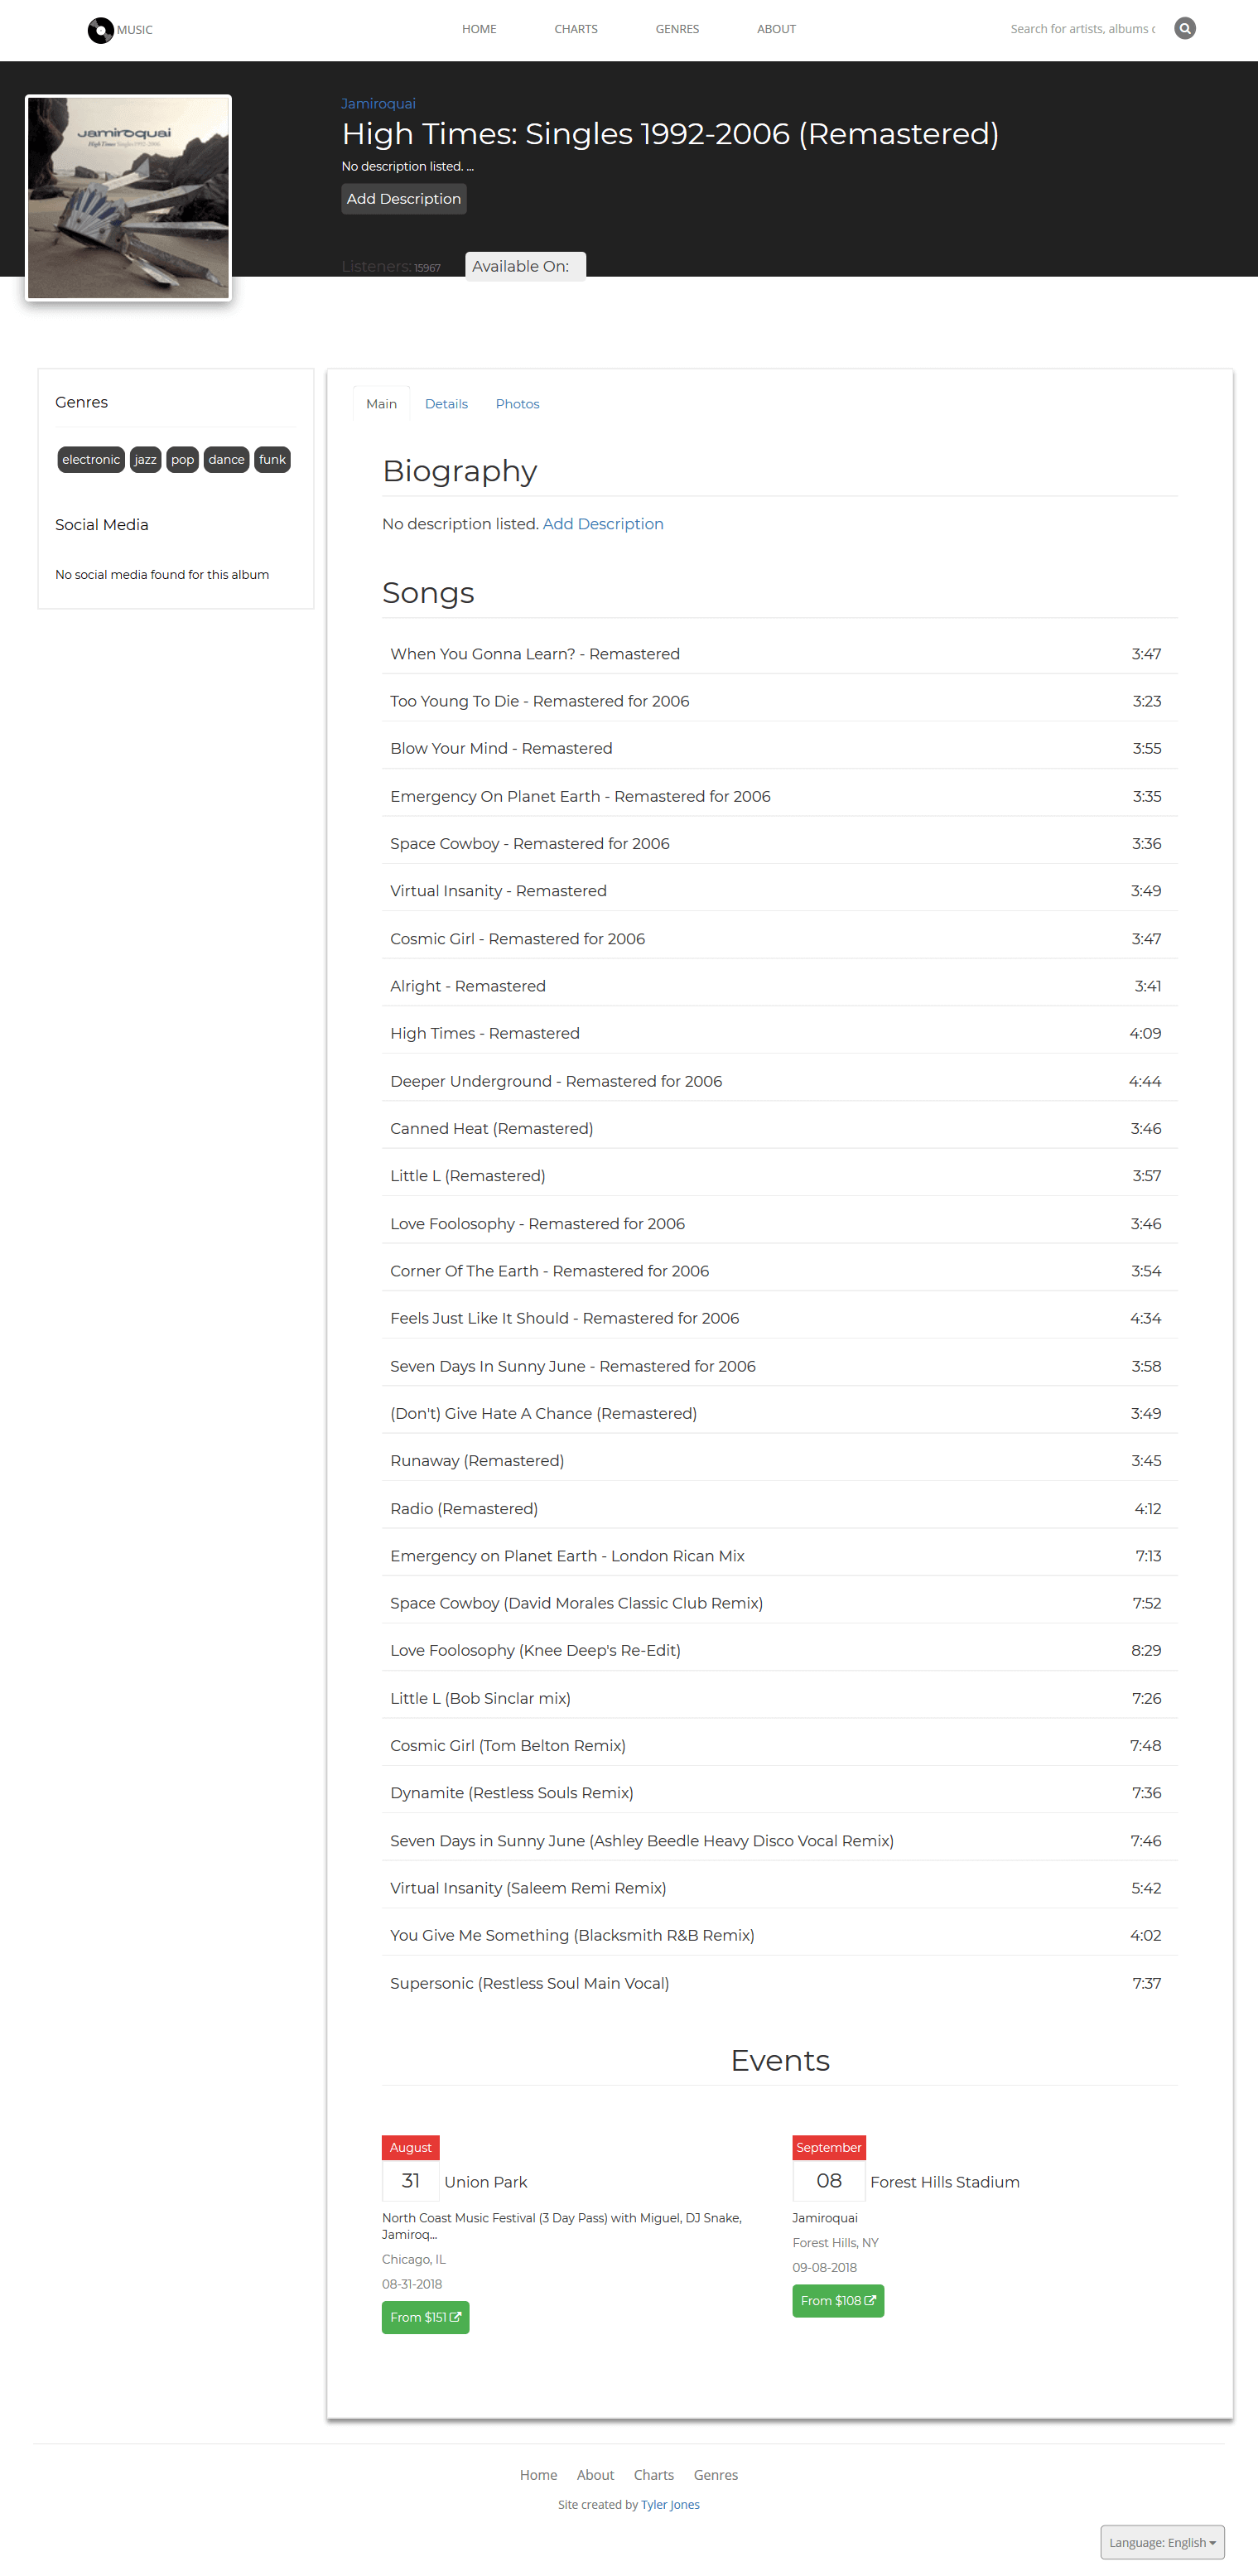 MUSIC
HOME
CHARTS
GENRES
ABOUT
Search for artists, albums
Jamiroquai
High Times: Singles 1992-2006 (Remastered)
No description listed. ...
Add Description
Listeners: 15967
Available On:
jamiroquai
High Times Singles 1992-2006
Genres
electronic jazz pop dance funk
Social Media
No social media found for this album
Main Details Photos
Biography
No description listed. Add Description
Songs
When You Gonna Learn? - Remastered 3:47
Too Young To Die - Remastered for 2006 3:23
Blow Your Mind - Remastered 3:55
Emergency On Planet Earth - Remastered for 2006 3:35
Space Cowboy - Remastered for 2006 3:36
Virtual Insanity - Remastered 3:49
Cosmic Girl - Remastered for 2006 3:47
Alright - Remastered 3:41
High Times - Remastered 4:09
Deeper Underground - Remastered for 2006 4:44
Canned Heat (Remastered) 3:46
Little L (Remastered) 3:57
Love Foolosophy - Remastered for 2006 3:46
Corner Of The Earth - Remastered for 2006 3:54
Feels Just Like It Should - Remastered for 2006 4:34
Seven Days In Sunny June - Remastered for 2006 3:58
(Don't) Give Hate A Chance (Remastered) 3:49
Runaway (Remastered) 3:45
Radio (Remastered) 4:12
Emergency on Planet Earth - London Rican Mix 7:13
Space Cowboy (David Morales Classic Club Remix) 7:52
Love Foolosophy (Knee Deep's Re-Edit) 8:29
Little L (Bob Sinclar mix) 7:26
Cosmic Girl (Tom Belton Remix) 7:48
Dynamite (Restless Souls Remix) 7:36
Seven Days in Sunny June (Ashley Beedle Heavy Disco Vocal Remix) 7:46
Virtual Insanity (Saleem Remi Remix) 5:42
You Give Me Something (Blacksmith R&B Remix) 4:02
Supersonic (Restless Soul Main Vocal) 7:37
Events
August
31 Union Park
North Coast Music Festival (3 Day Pass) with Miguel, DJ Snake,
Jamiroq...
Chicago, IL
08-31-2018
From $151
September
08 Forest Hills Stadium
Jamiroquai
Forest Hills, NY
09-08-2018
From $108
Home About Charts Genres
Site created by Tyler Jones
Language: English